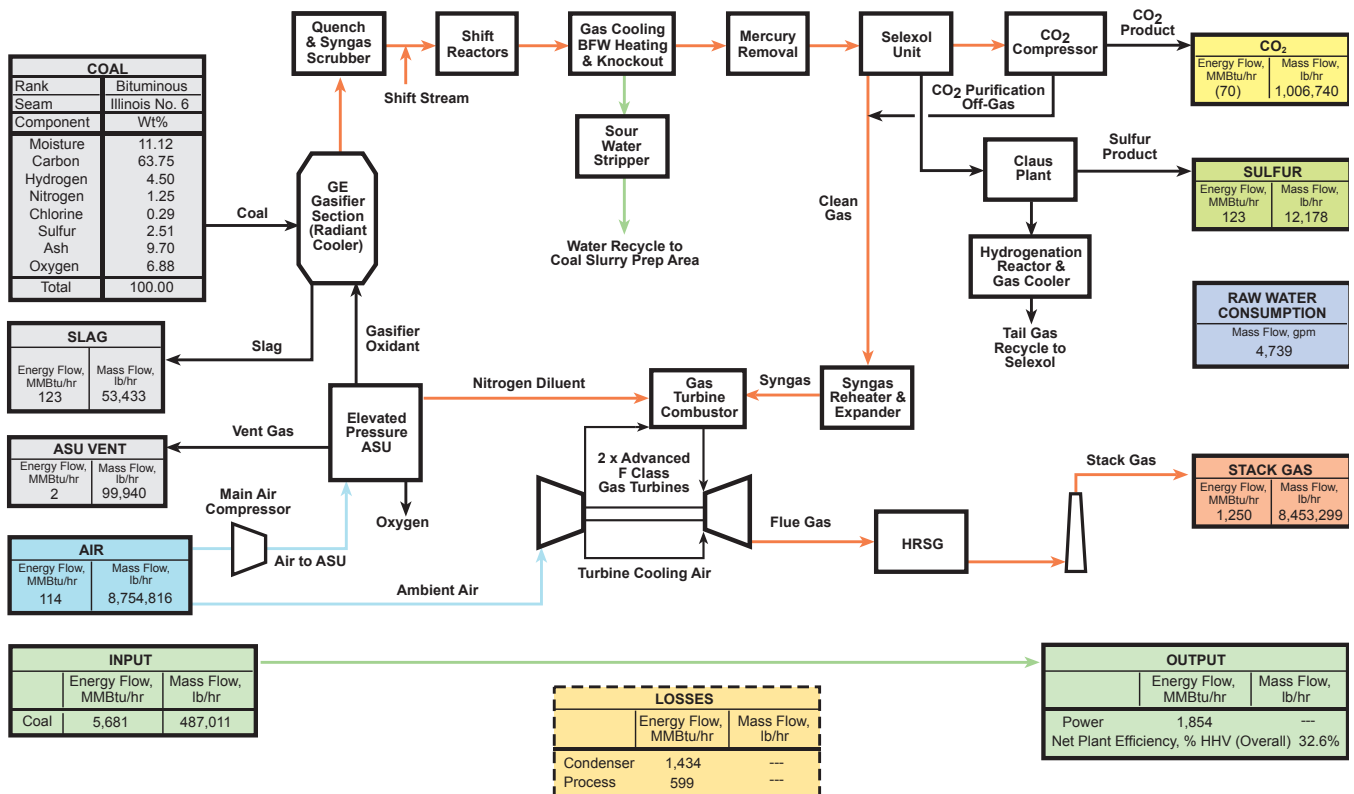 Quench
& Syngas
Scrubber
Shift
Reactors
Gas Cooling
BFW Heating
& Knockout
Mercury
Removal
Selexol
Unit
CO2
Compressor
CO2
Product
CO2
Energy Flow, MMBtu/hr Mass Flow, lb/hr
(70) 1,006,740
COAL
Rank Bituminous
Seam Illinois No. 6
Component Wt%
Moisture 11.12
Carbon 63.75
Hydrogen 4.50
Nitrogen 1.25
Chlorine 0.29
Sulfur 2.51
Ash 9.70
Oxygen 6.88
Total 100.00
Shift Stream
CO2 Purification
Off-Gas
Sour
Water
Stripper
Water Recycle to
Coal Slurry Prep Area
GE
Gasifier
Section
(Radiant
Cooler)
Coal
Clean
Gas
Claus
Plant
Sulfur
Product
SULFUR
Energy Flow, MMBtu/hr Mass Flow, lb/hr
123 12,178
Hydrogenation
Reactor &
Gas Cooler
Tail Gas
Recycle to
Selexol
RAW WATER
CONSUMPTION
Mass Flow, gpm
4,739
SLAG
Energy Flow, MMBtu/hr Mass Flow, lb/hr
123 53,433
Slag
Gasifier
Oxidant
Nitrogen Diluent
Gas
Turbine
Combustor
Syngas
Syngas
Reheater &
Expander
Elevated
Pressure
ASU
Vent Gas
ASU VENT
Energy Flow, MMBtu/hr Mass Flow, lb/hr
2 99,940
2 x Advanced
F Class
Gas Turbines
Stack Gas
STACK GAS
Energy Flow, MMBtu/hr Mass Flow, lb/hr
1,250 8,453,299
Main Air
Compressor
Oxygen
Air to ASU
Flue Gas
HRSG
Turbine Cooling Air
AIR
Energy Flow, MMBtu/hr Mass Flow, lb/hr
114 8,754,816
Ambient Air
INPUT
Energy Flow, MMBtu/hr Mass Flow, lb/hr
Coal 5,681 487,011
LOSSES
Energy Flow, MMBtu/hr Mass Flow, lb/hr
Condenser 1,434 ---
Process 599 ---
OUTPUT
Energy Flow, MMBtu/hr Mass Flow, lb/hr
Power 1,854 ---
Net Plant Efficiency, % HHV (Overall) 32.6%